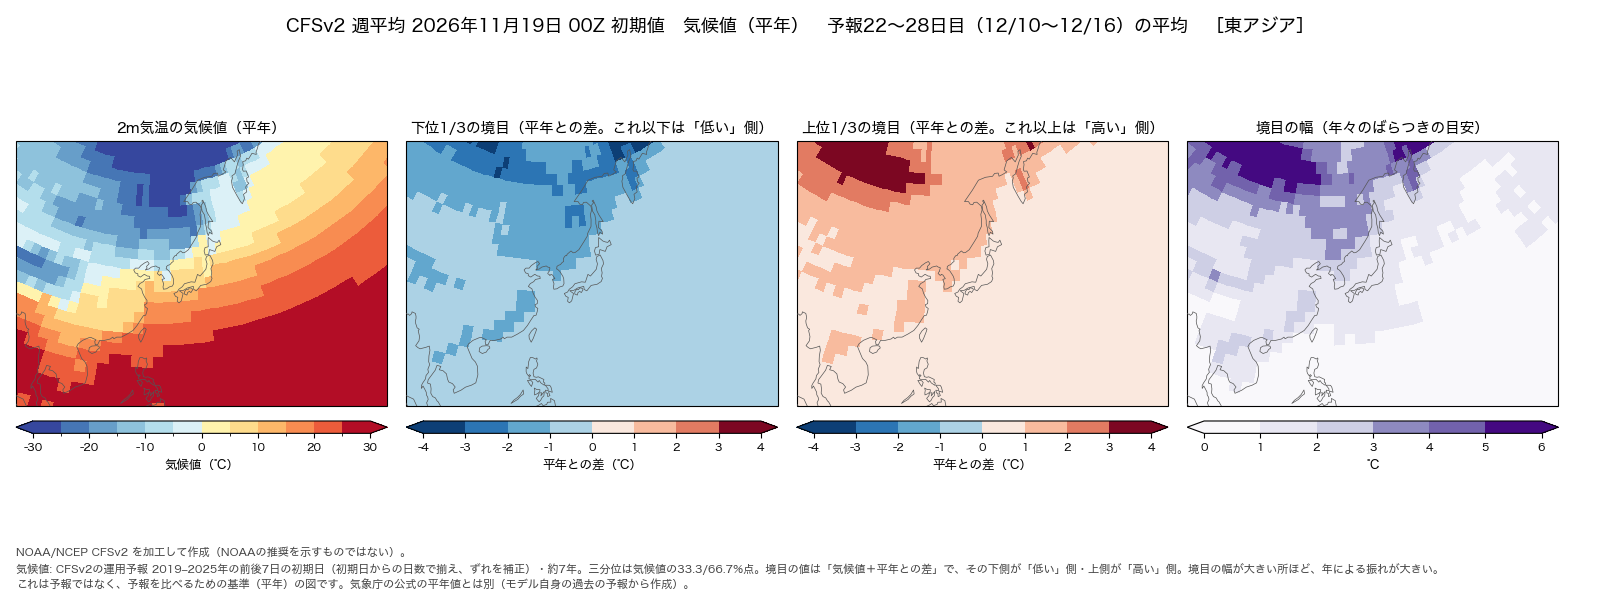 CFSv2 週平均 2026年11月19日 00Z 初期値　気候値（平年）　予報22～28日目（12/10～12/16）の平均　［東アジア］
2m気温の気候値（平年）
下位1/3の境目（平年との差。これ以下は「低い」側）
上位1/3の境目（平年との差。これ以上は「高い」側）
境目の幅（年々のばらつきの目安）
-30 -20 -10 0 10 20 30
気候値（℃）
-4 -3 -2 -1 0 1 2 3 4
平年との差（℃）
-4 -3 -2 -1 0 1 2 3 4
平年との差（℃）
0 1 2 3 4 5 6
℃
NOAA/NCEP CFSv2 を加工して作成（NOAAの推奨を示すものではない）。
気候値: CFSv2の運用予報 2019–2025年の前後7日の初期日（初期日からの日数で揃え、ずれを補正）・約7年。三分位は気候値の33.3/66.7%点。境目の値は「気候値＋平年との差」で、その下側が「低い」側・上側が「高い」側。境目の幅が大きい所ほど、年による振れが大きい。
これは予報ではなく、予報を比べるための基準（平年）の図です。気象庁の公式の平年値とは別（モデル自身の過去の予報から作成）。